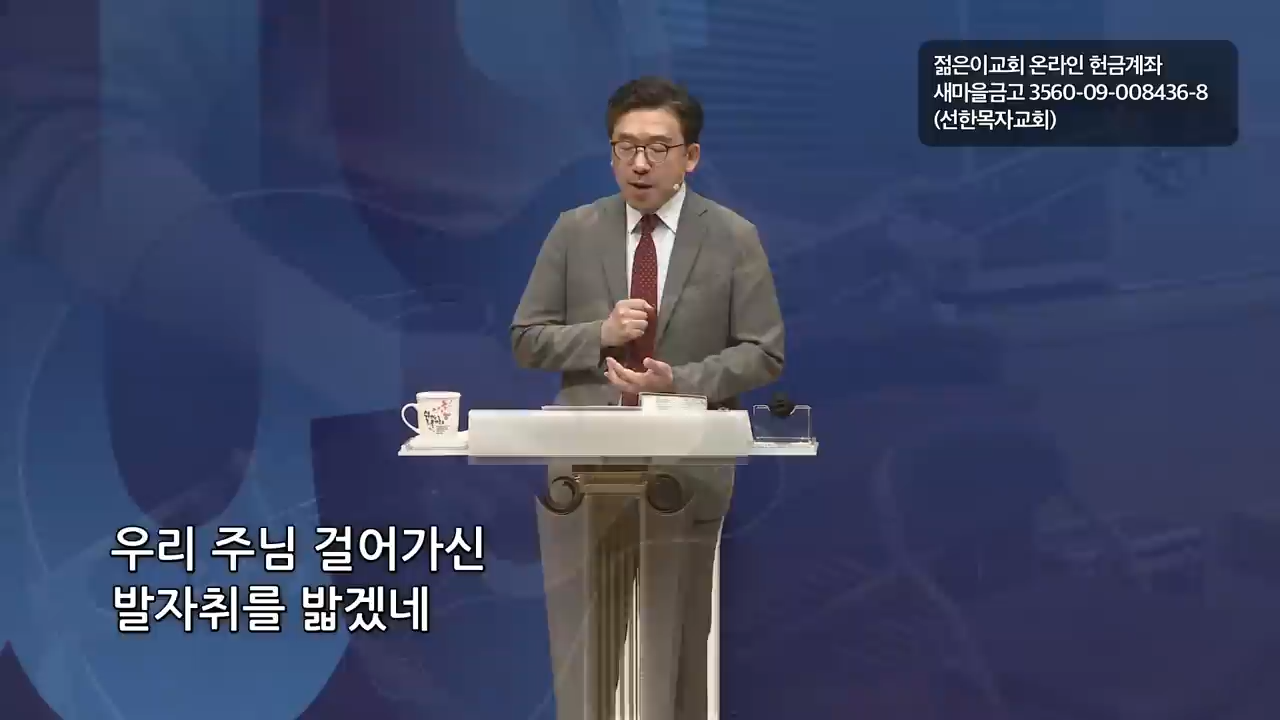 젊은이교회 온라인 헌금계좌
새마을금고 3560-09-008436-8
(선한목자교회)
우리 주님 걸어가신
발자취를 밟겠네